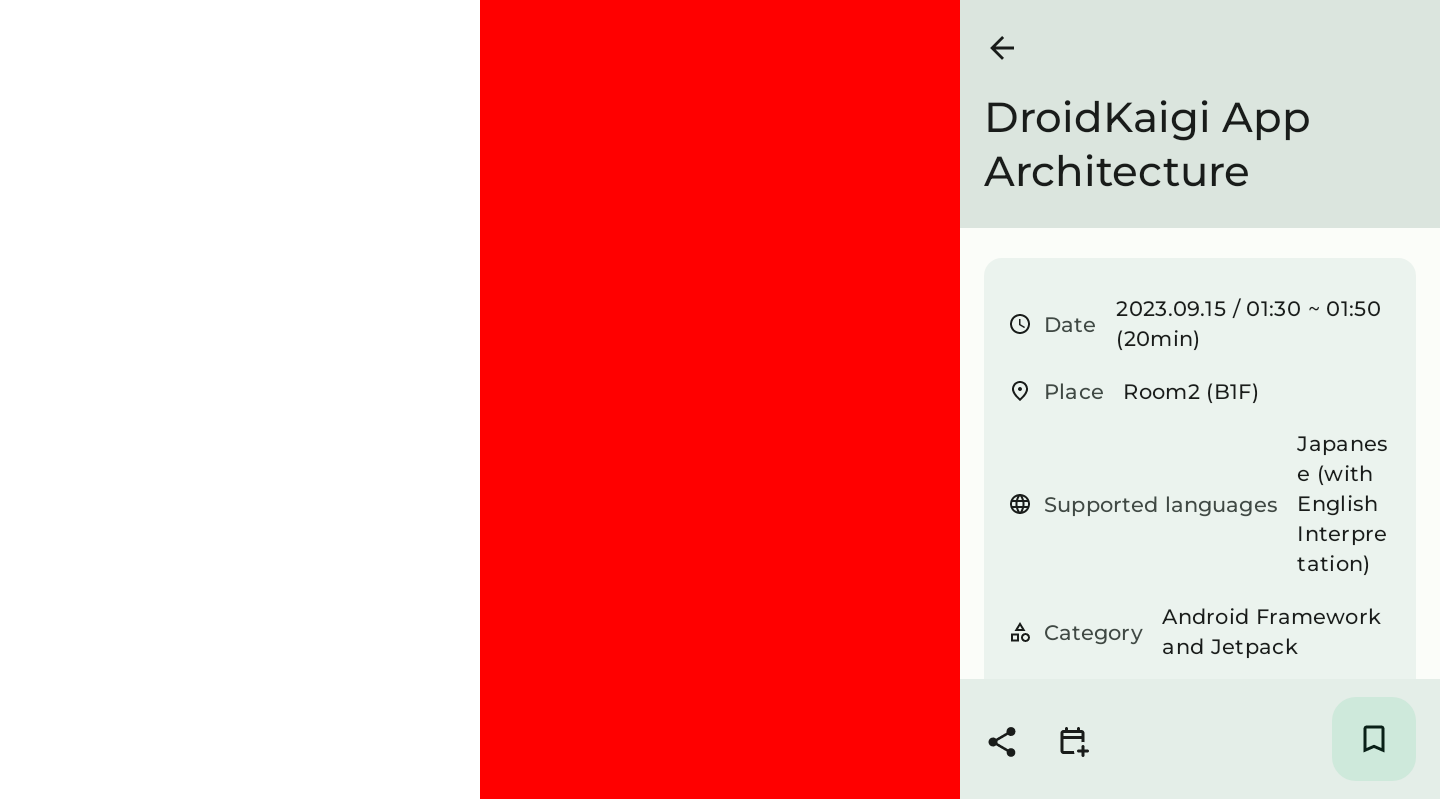 DroidKaigi App
Architecture
Date
2023.09.15 / 01:30 ~ 01:50
(20min)
Place
Room2 (B1F)
Supported languages
Japanes
e (with
English
Interpre
tation)
Category
Android Framework
and Jetpack